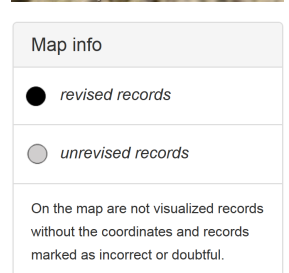 Map info
revised records
unrevised records
On the map are not visualized records
without the coordinates and records
marked as incorrect or doubtful.